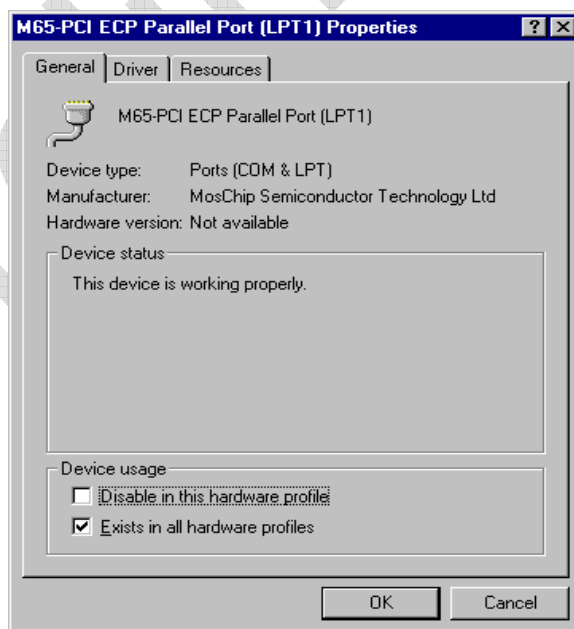 M65-PCI ECP Parallel Port (LPT1) Properties
General Driver Resources
M65-PCI ECP Parallel Port (LPT1)
Device type: Ports (COM & LPT)
Manufacturer: MosChip Semiconductor Technology Ltd
Hardware version: Not available
Device status
This device is working properly.
Device usage
Disable in this hardware profile
Exists in all hardware profiles
OK Cancel